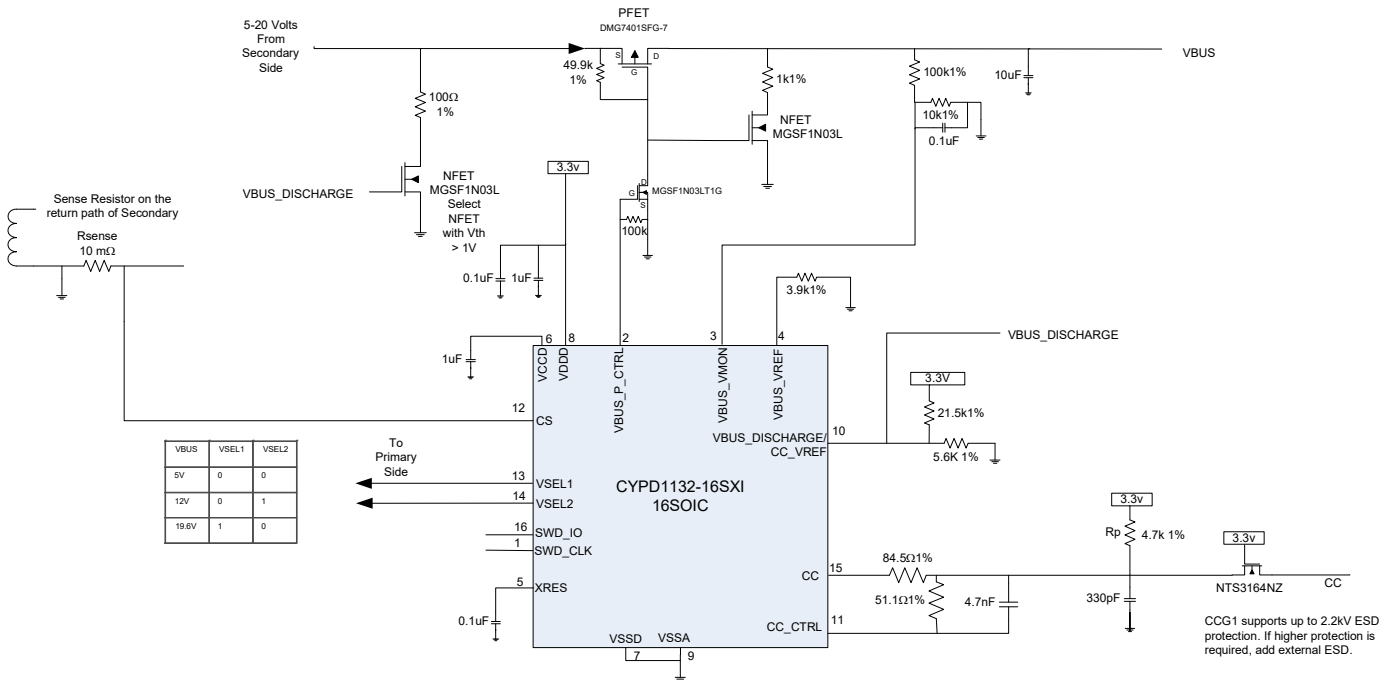 5-20 Volts
From
Secondary
Side
PFET
DMG7401SFG-7
S
D
G
49.9k
1%
VBUS
10uF
100k1%
10k1%
0.1uF
1k1%
NFET
MGSF1N03L
100Ω
1%
VBUS_DISCHARGE
NFET
MGSF1N03L
Select
NFET
with Vth
> 1V
3.3v
D
G
S
MGSF1N03LT1G
100k
Sense Resistor on the
return path of Secondary
Rsense
10 mΩ
0.1uF
1uF
3.9k1%
1uF
6
8
2
3
4
VCCD
VDDD
VBUS_P_CTRL
VBUS_VMON
VBUS_VREF
VBUS_DISCHARGE
3.3V
21.5k1%
5.6K 1%
12
CS
VBUS_DISCHARGE/
CC_VREF
10
VBUS
VSEL1
VSEL2
5V
0
0
12V
0
1
19.6V
1
0
To
Primary
Side
13
VSEL1
14
VSEL2
CYPD1132-16SXI
16SOIC
16
SWD_IO
1
SWD_CLK
5
XRES
0.1uF
VSSD
VSSA
7
9
CC
15
84.5Ω1%
51.1Ω1%
4.7nF
CC_CTRL
11
3.3v
Rp
4.7k 1%
330pF
3.3v
NTS3164NZ
CC
CCG1 supports up to 2.2kV ESD
protection. If higher protection is
required, add external ESD.